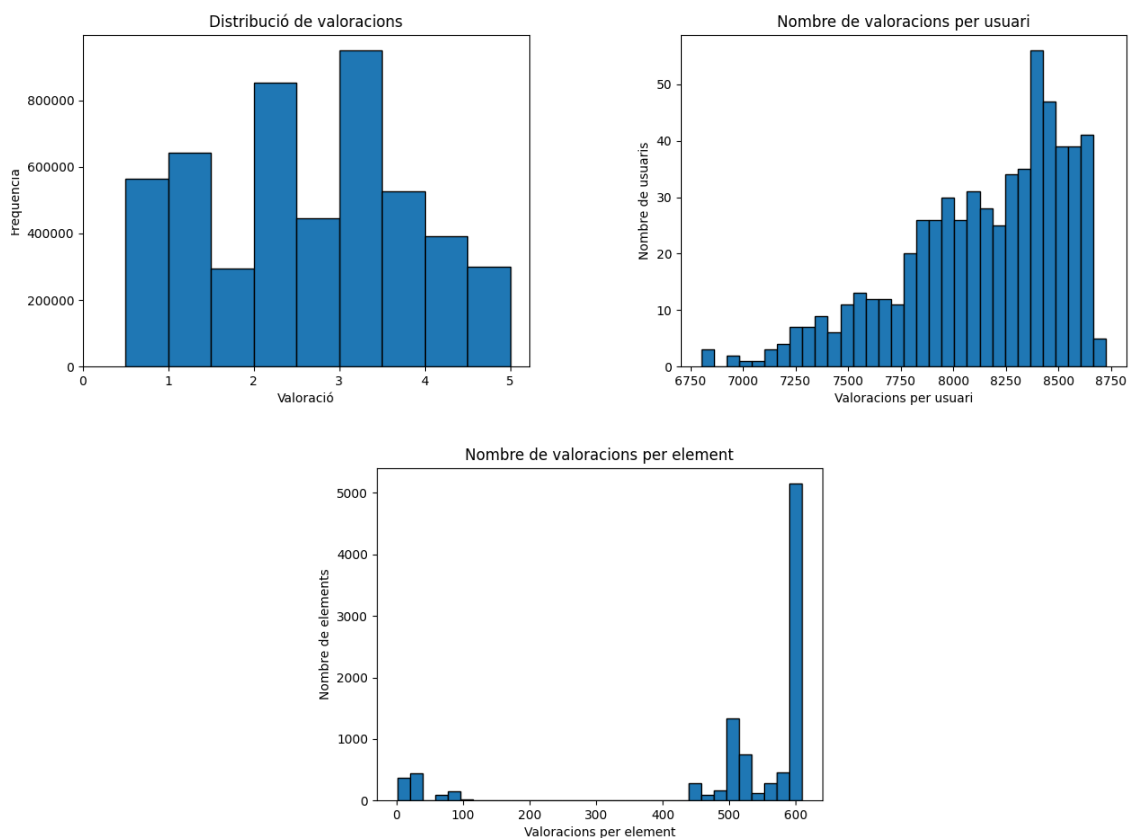 Distribució de valoracions
800000
600000
400000
200000
0
Frequencia
0 1 2 3 4 5
Valoració
Nombre de valoracions per usuari
50
40
30
20
10
0
Nombre de usuaris
6750 7000 7250 7500 7750 8000 8250 8500 8750
Valoracions per usuari
Nombre de valoracions per element
5000
4000
3000
2000
1000
0
Nombre de elements
0 100 200 300 400 500 600
Valoracions per element